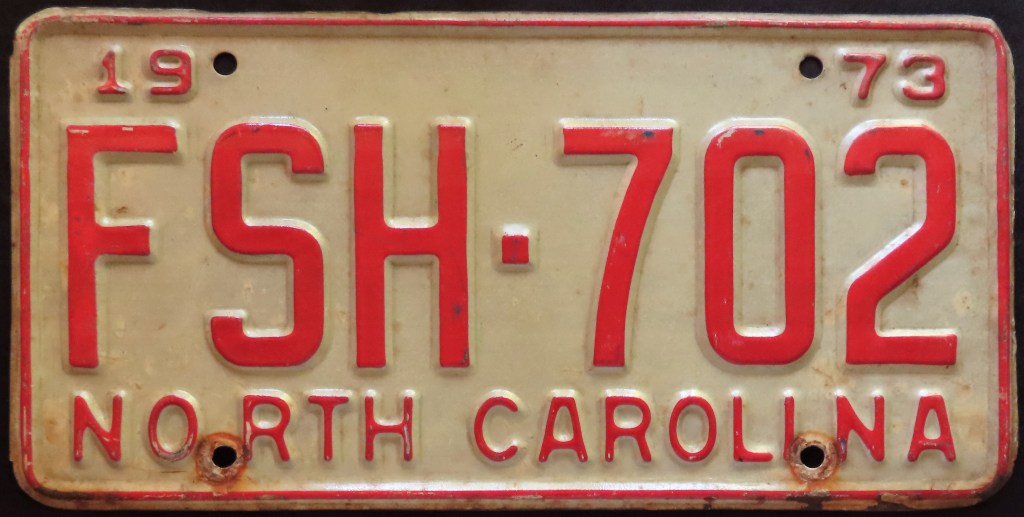 19 73
FSH·702
NORTH CAROLINA